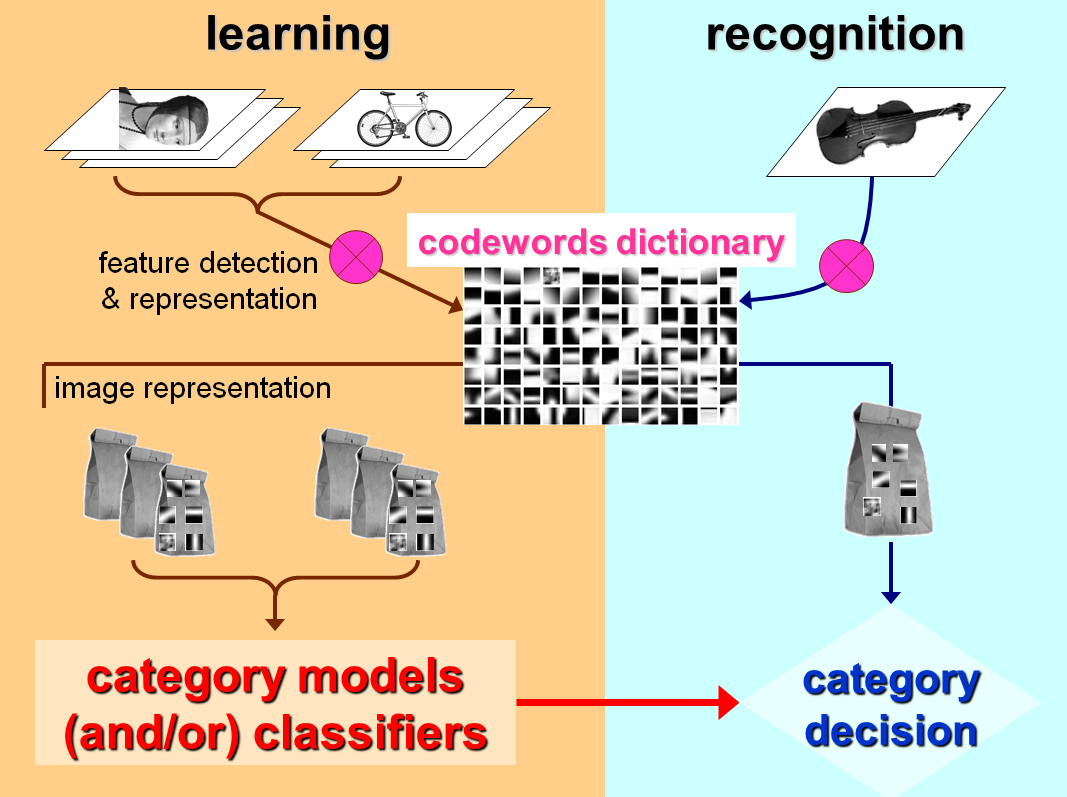 learning
recognition
codewords dictionary
feature detection
& representation
image representation
category models
(and/or) classifiers
category
decision